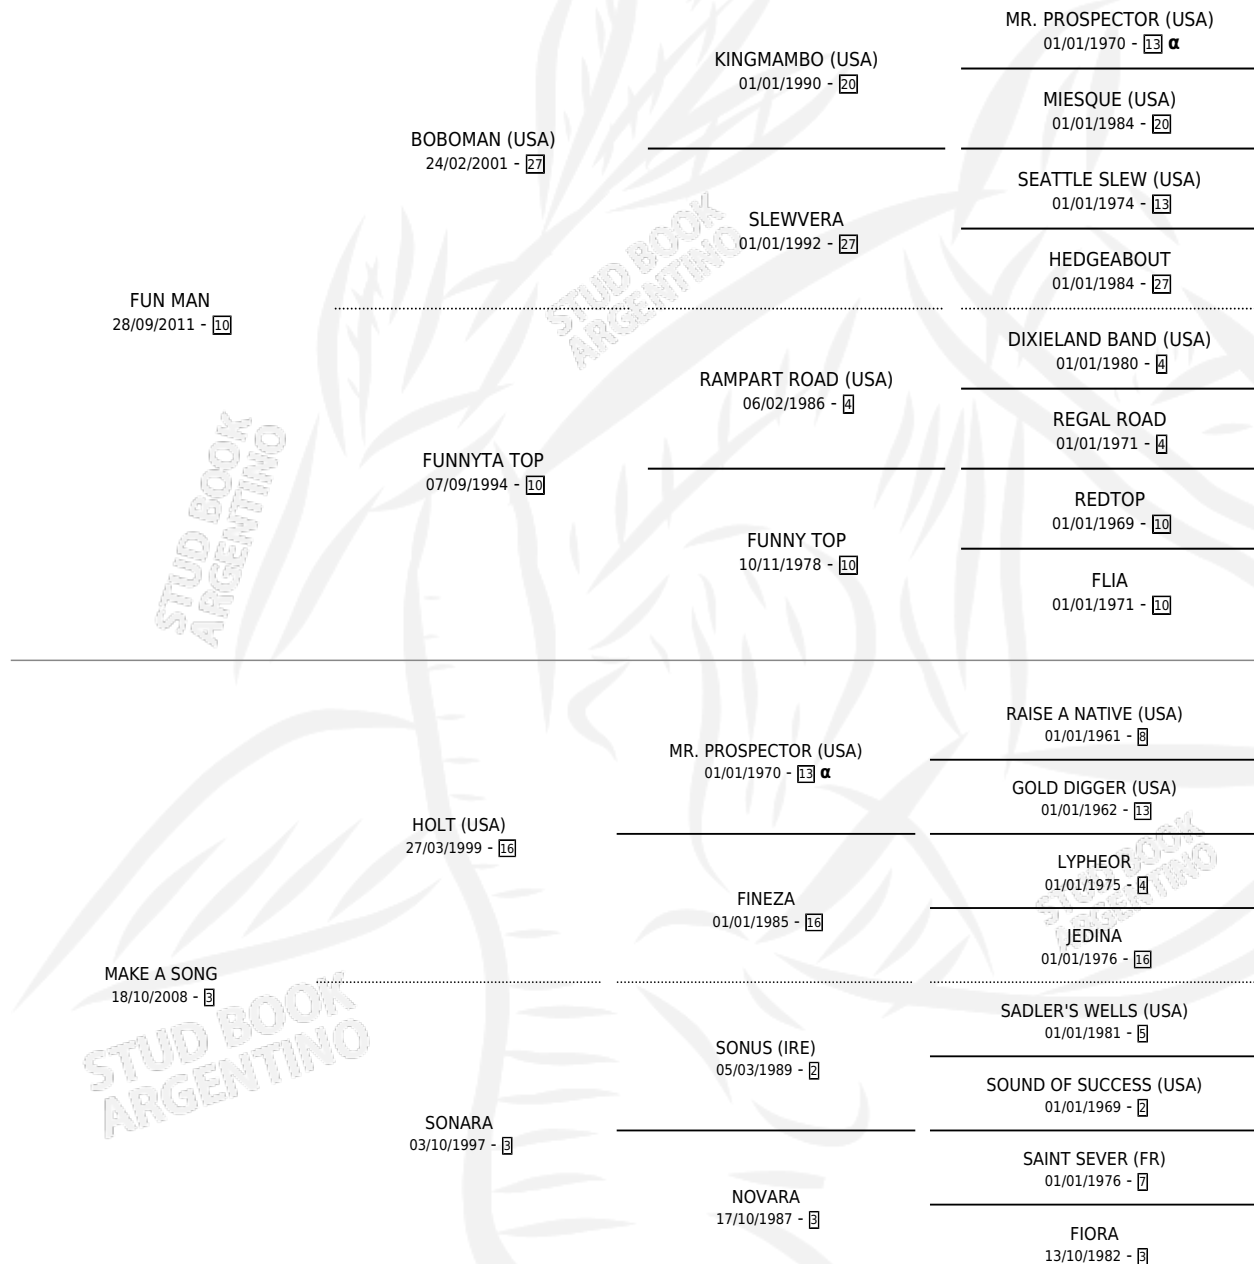 MR. PROSPECTOR (USA)
01/01/1970 - 13 α
KINGMAMBO (USA)
01/01/1990 - 20
MIESQUE (USA)
01/01/1984 - 20
BOBOMAN (USA)
24/02/2001 - 27
SEATTLE SLEW (USA)
01/01/1974 - 13
SLEWVERA
01/01/1992 - 27
HEDGEABOUT
01/01/1984 - 27
STUD BOOK
ARGENTINO
FUN MAN
28/09/2011 - 10
DIXIELAND BAND (USA)
01/01/1980 - 4
RAMPART ROAD (USA)
06/02/1986 - 4
REGAL ROAD
01/01/1971 - 4
FUNNYTA TOP
07/09/1994 - 10
REDTOP
01/01/1969 - 10
FUNNY TOP
10/11/1978 - 10
FLIA
01/01/1971 - 10
STUD BOOK
ARGENTINO
RAISE A NATIVE (USA)
01/01/1961 - 8
MR. PROSPECTOR (USA)
01/01/1970 - 13 α
GOLD DIGGER (USA)
01/01/1962 - 13
HOLT (USA)
27/03/1999 - 16
LYPHEOR
01/01/1975 - 4
FINEZA
01/01/1985 - 16
JEDINA
01/01/1976 - 16
STUD BOOK
ARGENTINO
MAKE A SONG
18/10/2008 - 3
SADLER'S WELLS (USA)
01/01/1981 - 5
SONUS (IRE)
05/03/1989 - 2
SOUND OF SUCCESS (USA)
01/01/1969 - 2
SONARA
03/10/1997 - 3
SAINT SEVER (FR)
01/01/1976 - 7
NOVARA
17/10/1987 - 3
FIORA
13/10/1982 - 3
STUD BOOK
ARGENTINO